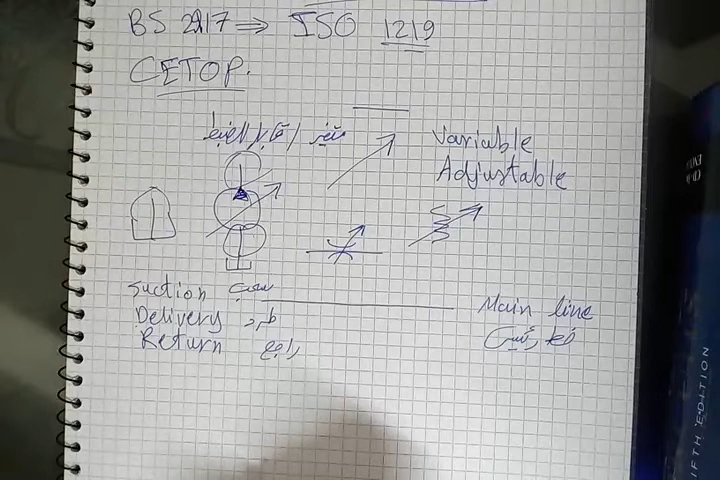 BS 2917 ⇒ ISO 1219
CETOP.
متغير / قابل للضبط
Variable
Adjustable
Suction سحب
Delivery طرد
Return راجع
Main line
خط رئيسي
FIFTH EDITION